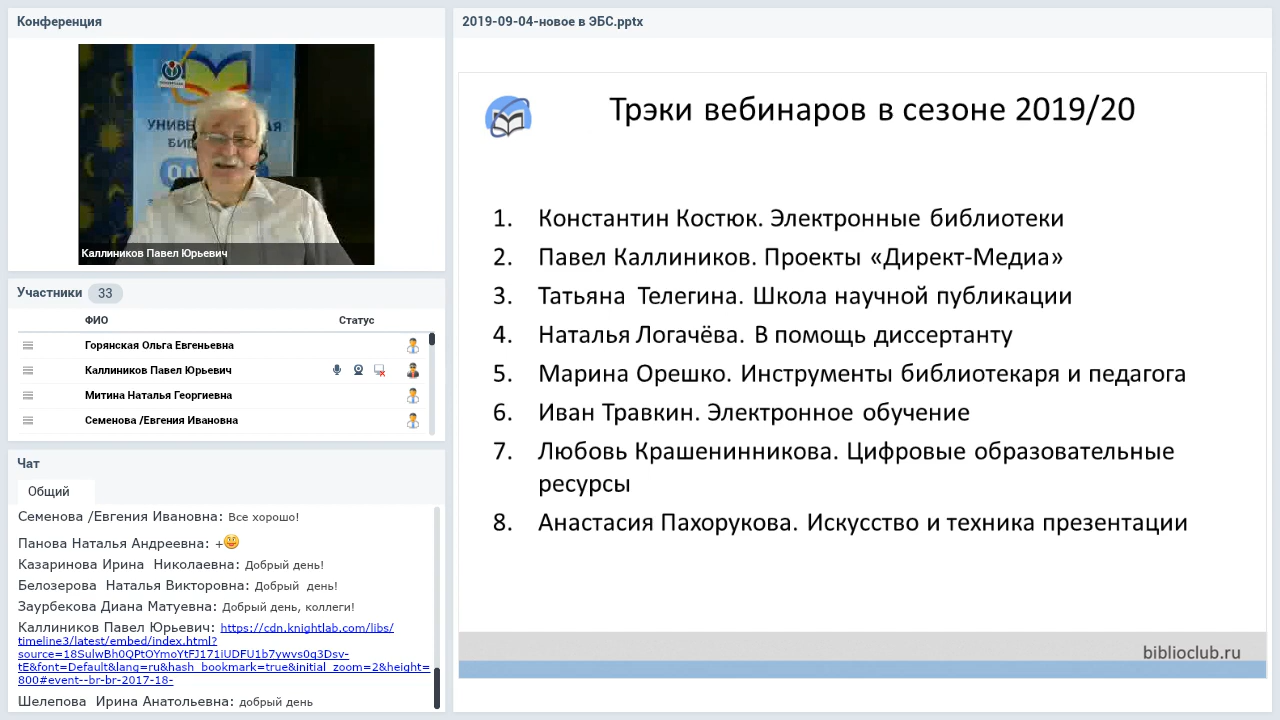 Конференция
УНИВЕ
АЯ
БИБ
ON
Каллиников Павел Юрьевич
Участники 33
ФИО Статус
Горянская Ольга Евгеньевна
Каллиников Павел Юрьевич
Митина Наталья Георгиевна
Семенова /Евгения Ивановна
Чат
Общий
Семенова /Евгения Ивановна: Все хорошо!
Панова Наталья Андреевна: +
Казаринова Ирина Николаевна: Добрый день!
Белозерова Наталья Викторовна: Добрый день!
Заурбекова Диана Матуевна: Добрый день, коллеги!
Каллиников Павел Юрьевич: https://cdn.knightlab.com/libs/
timeline3/latest/embed/index.html?
source=18SulwBh0QPtOYmoYtFJ171iUDFU1b7ywvs0q3Dsv-
tE&font=Default&lang=ru&hash_bookmark=true&initial_zoom=2&height=
800#event--br-br-2017-18-
Шелепова Ирина Анатольевна: добрый день
2019-09-04-новое в ЭБС.pptx
Трэки вебинаров в сезоне 2019/20
1. Константин Костюк. Электронные библиотеки
2. Павел Каллиников. Проекты «Директ-Медиа»
3. Татьяна Телегина. Школа научной публикации
4. Наталья Логачёва. В помощь диссертанту
5. Марина Орешко. Инструменты библиотекаря и педагога
6. Иван Травкин. Электронное обучение
7. Любовь Крашенинникова. Цифровые образовательные
ресурсы
8. Анастасия Пахорукова. Искусство и техника презентации
biblioclub.ru